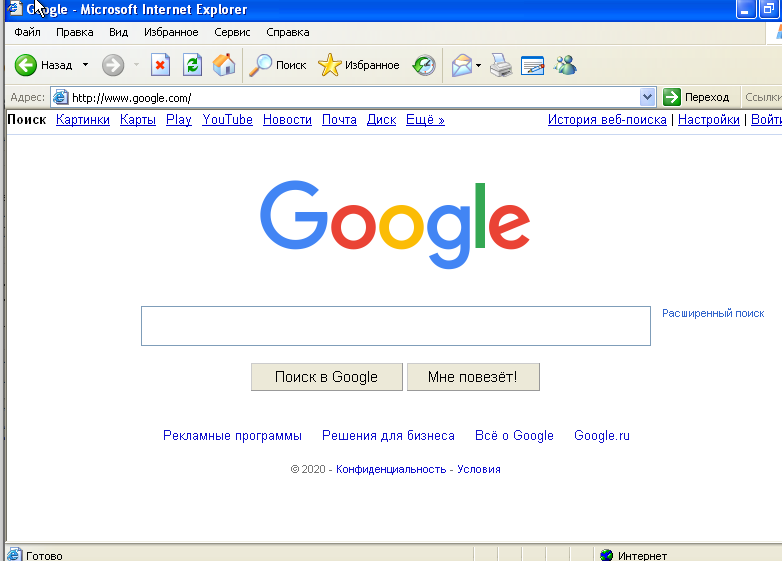 Google - Microsoft Internet Explorer
Файл Правка Вид Избранное Сервис Справка
Назад Поиск Избранное
Адрес: http://www.google.com/ Переход Ссылки
Поиск Картинки Карты Play YouTube Новости Почта Диск Ещё » История веб-поиска | Настройки | Войти
Google
Расширенный поиск
Поиск в Google Мне повезёт!
Рекламные программы Решения для бизнеса Всё о Google Google.ru
© 2020 - Конфиденциальность - Условия
Готово Интернет